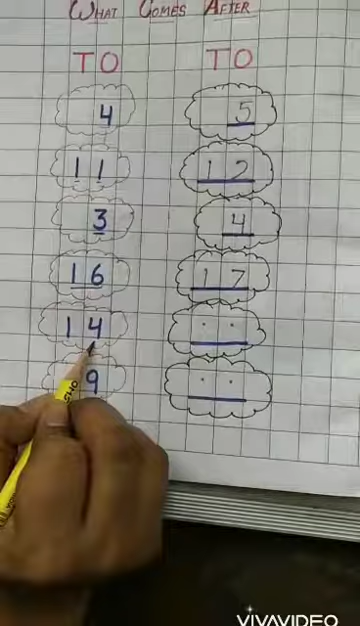 What Comes After
TO TO
4 5
11 12
3 4
16 17
14
9
VIVAVIDEO